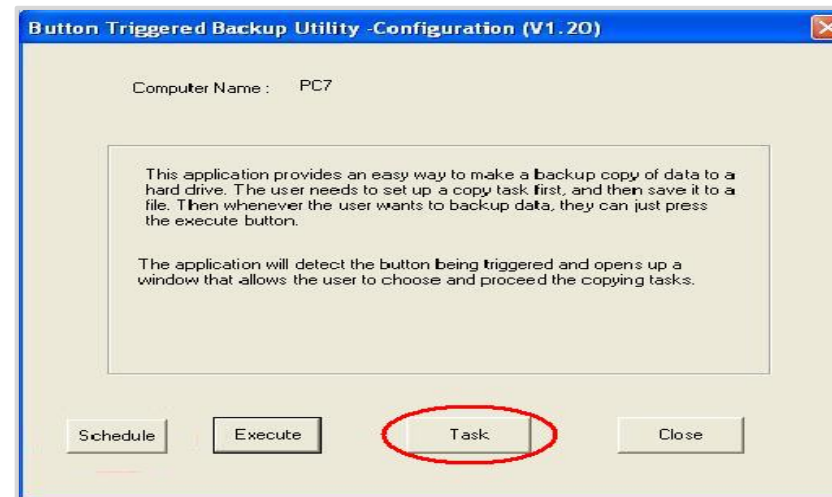 Button Triggered Backup Utility -Configuration (V1.20)
Computer Name : PC7
This application provides an easy way to make a backup copy of data to a
hard drive. The user needs to set up a copy task first, and then save it to a
file. Then whenever the user wants to backup data, they can just press
the execute button.
The application will detect the button being triggered and opens up a
window that allows the user to choose and proceed the copying tasks.
Schedule Execute Task Close